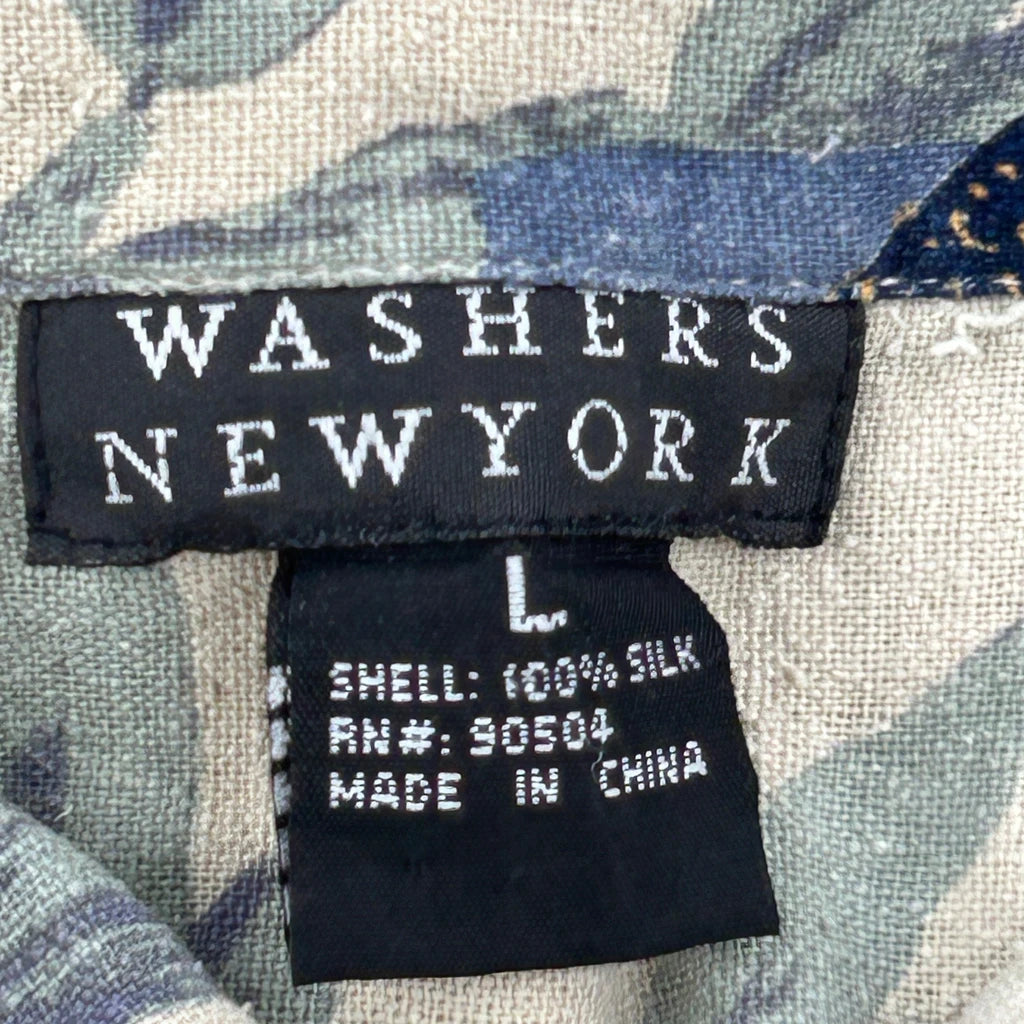 WASHERS
NEW YORK
L
SHELL: 100% SILK
RN#: 90504
MADE IN CHINA